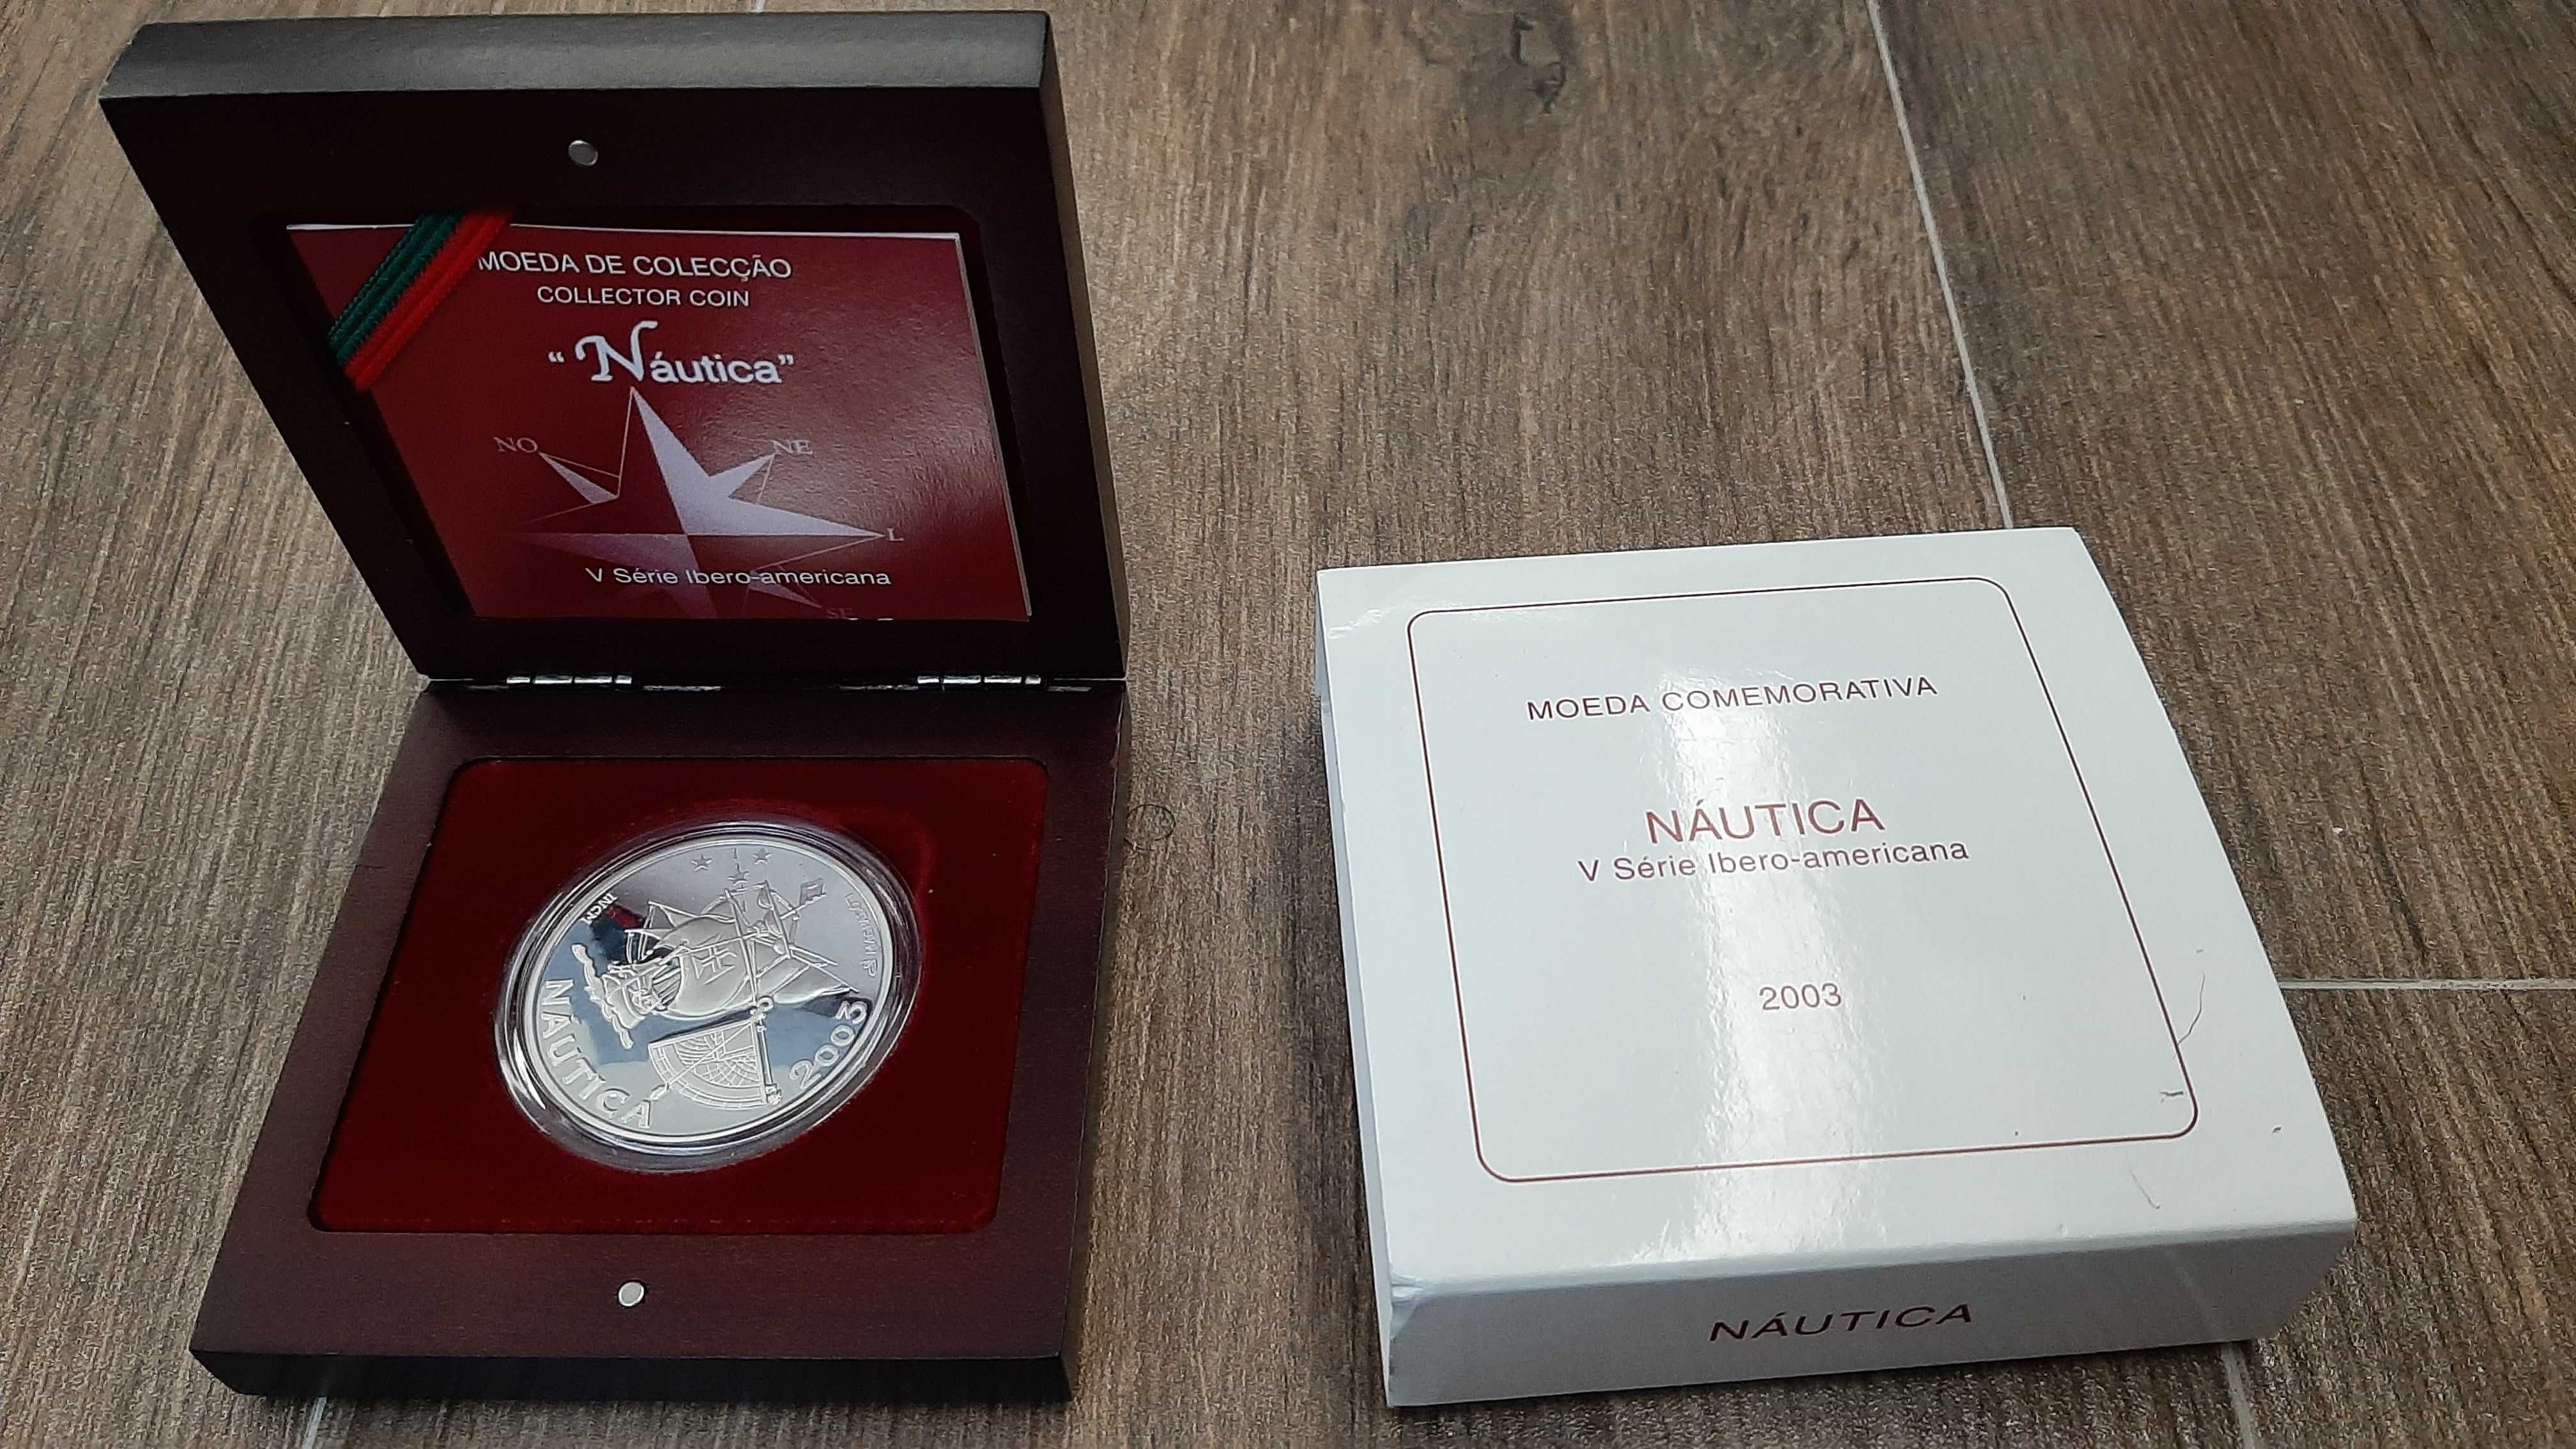 MOEDA DE COLECÇÃO
COLLECTOR COIN
“Náutica”
NO
NE
L
V Série Ibero-americana
SE
INCM
NÁUTICA
2003
MOEDA COMEMORATIVA
NÁUTICA
V Série Ibero-americana
2003
NÁUTICA